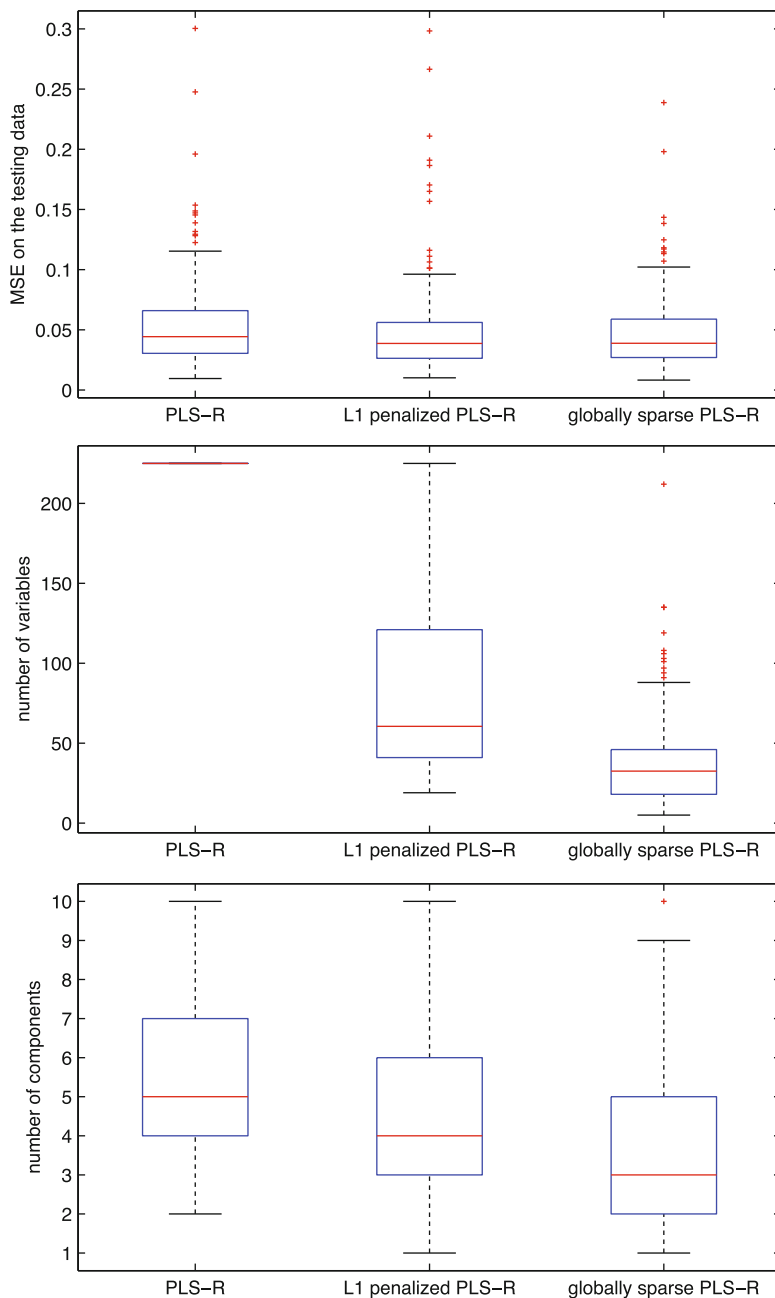 MSE on the testing data
0.3
0.25
0.2
0.15
0.1
0.05
0
PLS−R
L1 penalized PLS−R
globally sparse PLS−R
number of variables
200
150
100
50
0
PLS−R
L1 penalized PLS−R
globally sparse PLS−R
number of components
10
9
8
7
6
5
4
3
2
1
PLS−R
L1 penalized PLS−R
globally sparse PLS−R